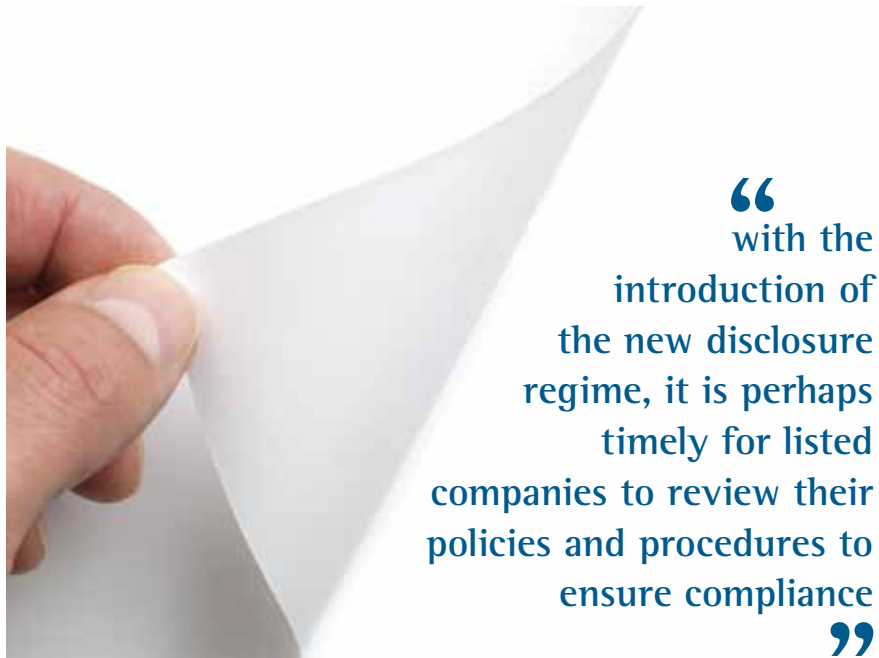 “
with the
introduction of
the new disclosure
regime, it is perhaps
timely for listed
companies to review their
policies and procedures to
ensure compliance
”